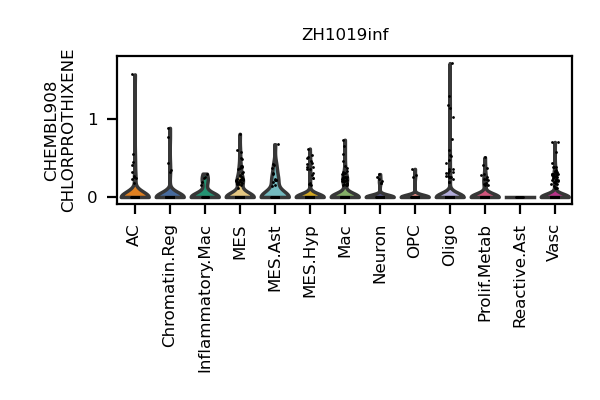 ZH1019inf
CHEMBL908
CHLORPROTHIXENE
1
0
AC
Chromatin.Reg
Inflammatory.Mac
MES
MES.Ast
MES.Hyp
Mac
Neuron
OPC
Oligo
Prolif.Metab
Reactive.Ast
Vasc